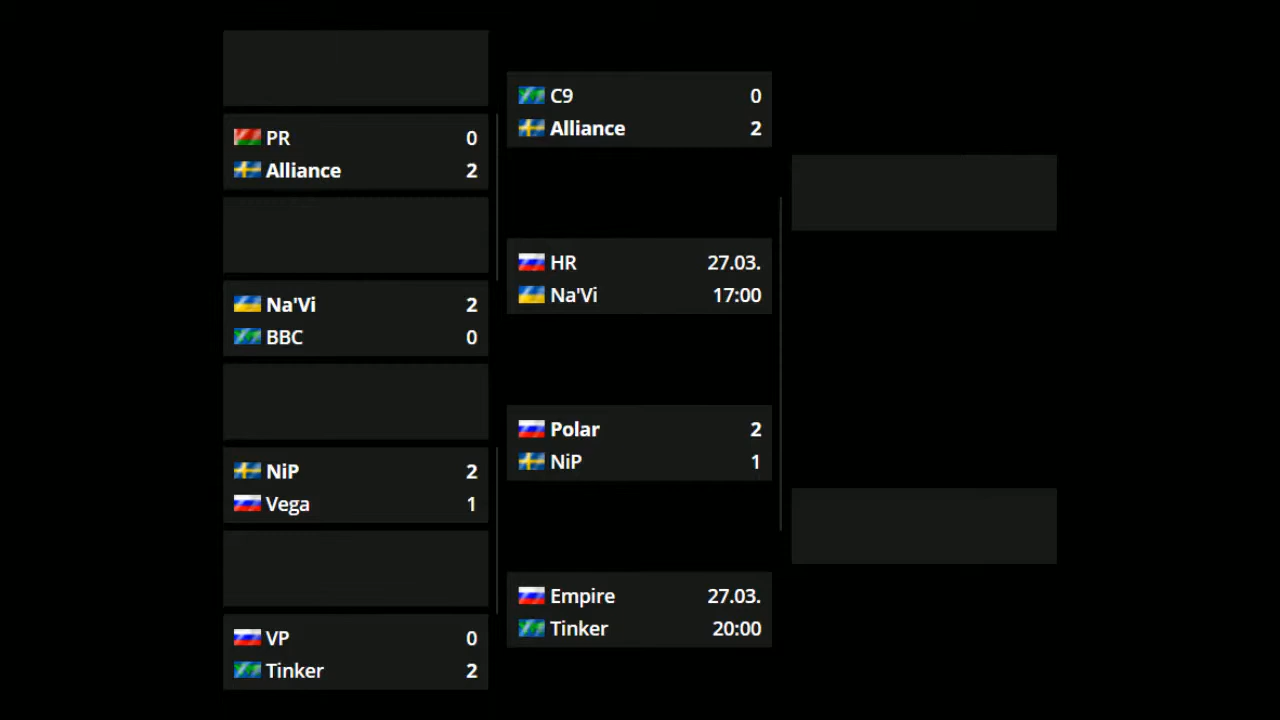 PR 0
Alliance 2
Na'Vi 2
BBC 0
NiP 2
Vega 1
VP 0
Tinker 2
C9 0
Alliance 2
HR 27.03.
Na'Vi 17:00
Polar 2
NiP 1
Empire 27.03.
Tinker 20:00